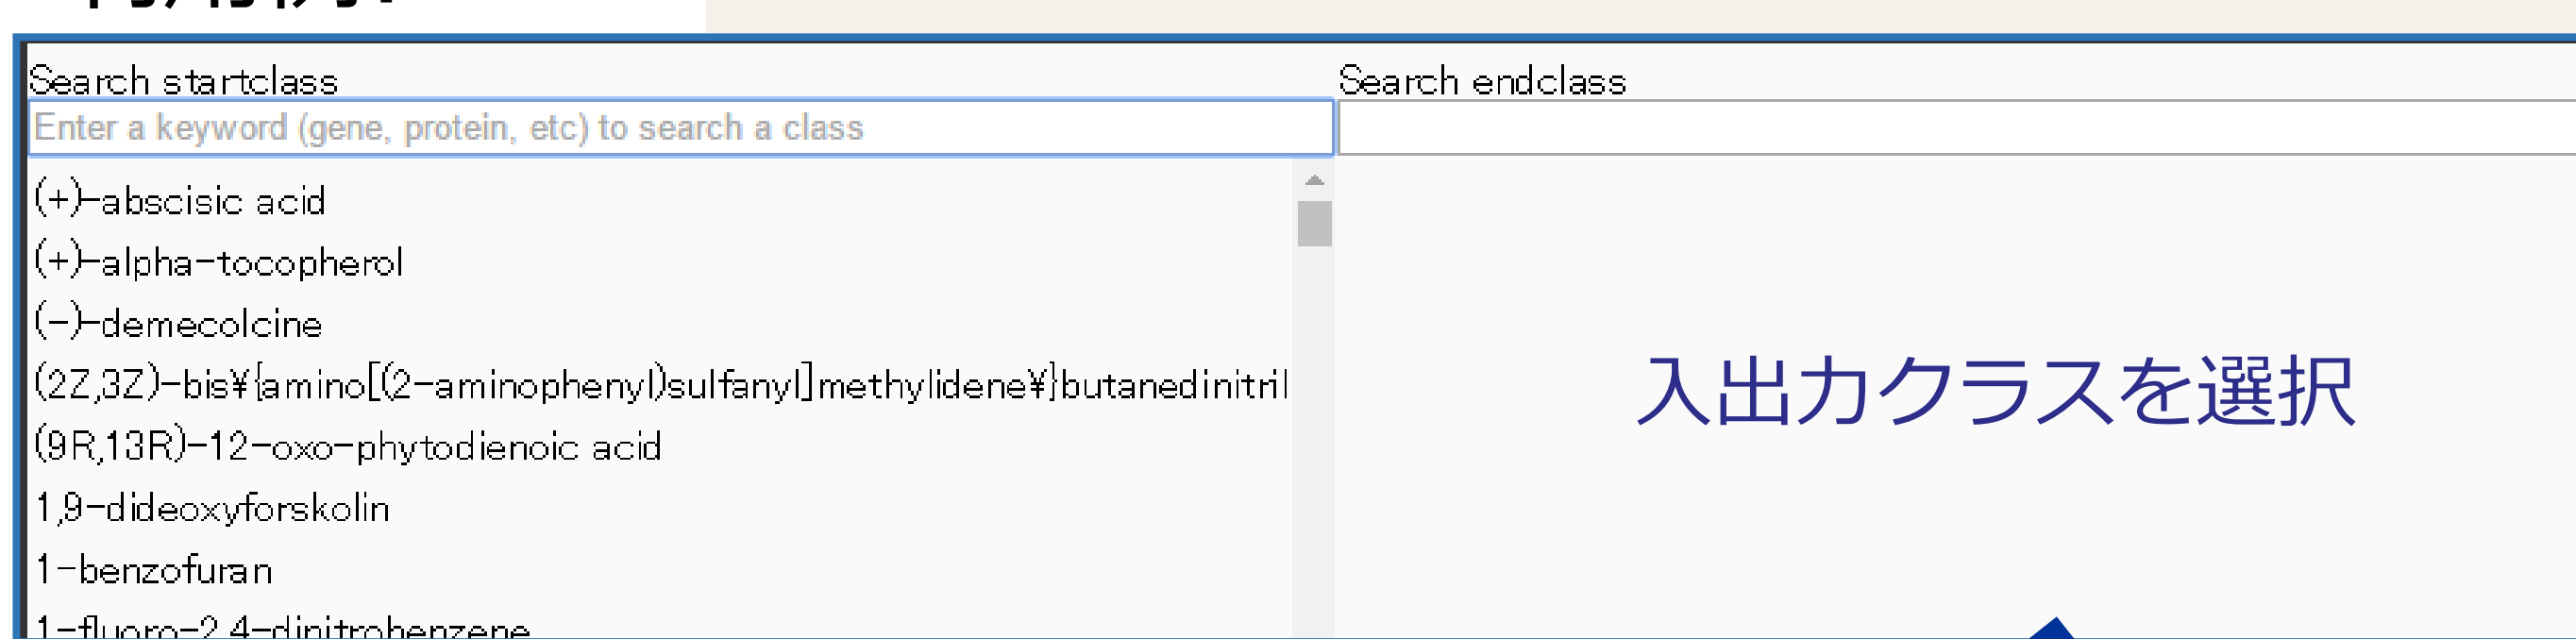 Search startclass
Search endclass
Enter a keyword (gene, protein, etc) to search a class
(+)-abscisic acid
(+)-alpha-tocopherol
(-)-demecolcine
(2Z,3Z)-bis¥{amino[(2-aminophenyl)sulfanyl]methylidene¥}butanedinitril
(9R,13R)-12-oxo-phytodienoic acid
1,9-dideoxyforskolin
1-benzofuran
1-fluoro-2,4-dinitrobenzene
入出力クラスを選択